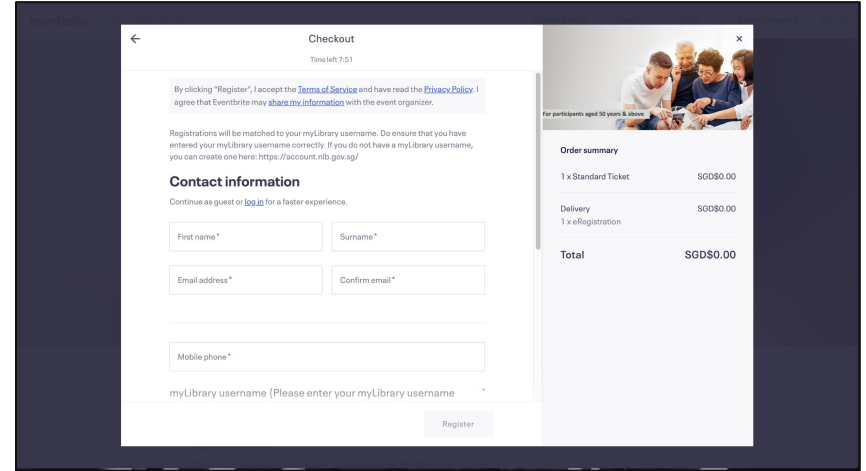 Checkout
Time left 7:51
By clicking "Register", I accept the Terms of Service and have read the Privacy Policy. I
agree that Eventbrite may share my information with the event organizer.
Registrations will be matched to your myLibrary username. Do ensure that you have
entered your myLibrary username correctly. If you do not have a myLibrary username,
you can create one here: https://account.nlb.gov.sg/
Contact information
Continue as guest or log in for a faster experience.
First name*
Surname*
Email address*
Confirm email*
Mobile phone*
myLibrary username (Please enter your myLibrary username *
Register
For participants aged 50 years & above
Order summary
1 x Standard Ticket SGD$0.00
Delivery SGD$0.00
1 x eRegistration
Total SGD$0.00